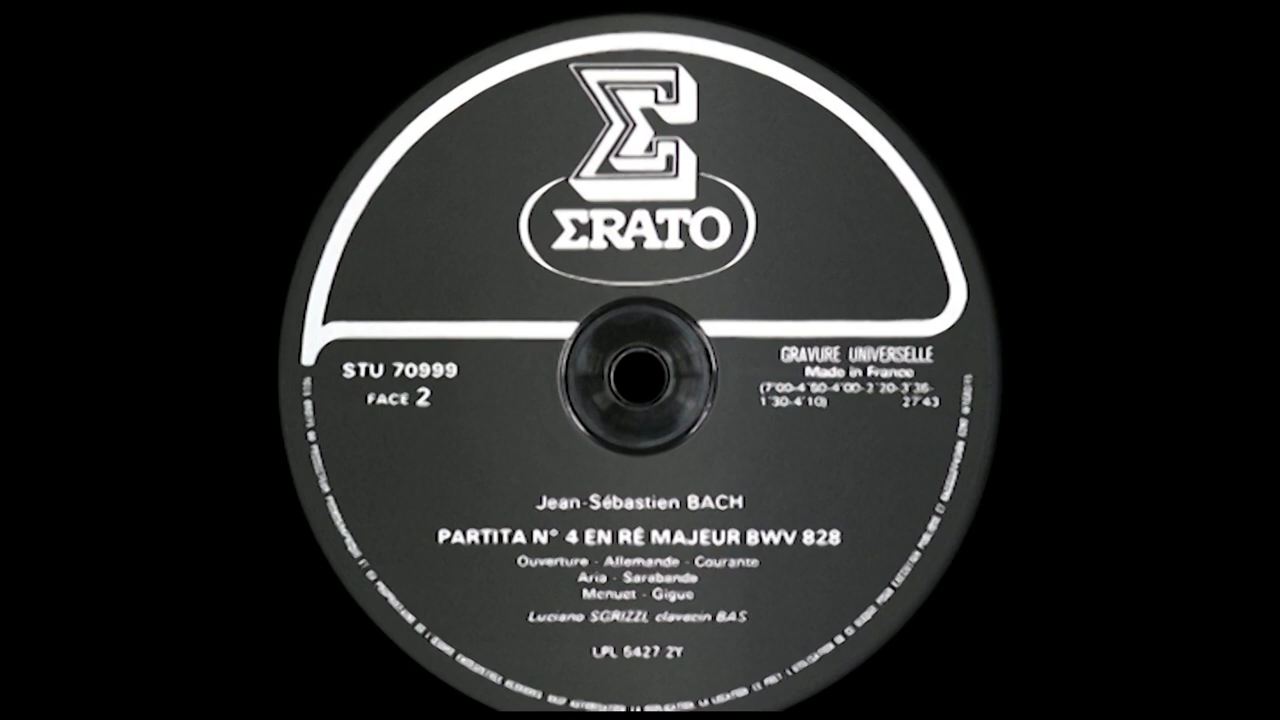 ΣRATO
STU 70999
FACE 2
GRAVURE UNIVERSELLE
Made in France
(7'00-4'50-4'00-2'20-3'36-
1'30-4'10) 27'43
Jean-Sébastien BACH
PARTITA N° 4 EN RÉ MAJEUR BWV 828
Ouverture - Allemande - Courante
Aria - Sarabande
Menuet - Gigue
Luciano SGRIZZI, clavecin BAS
LPL 5427 2Y